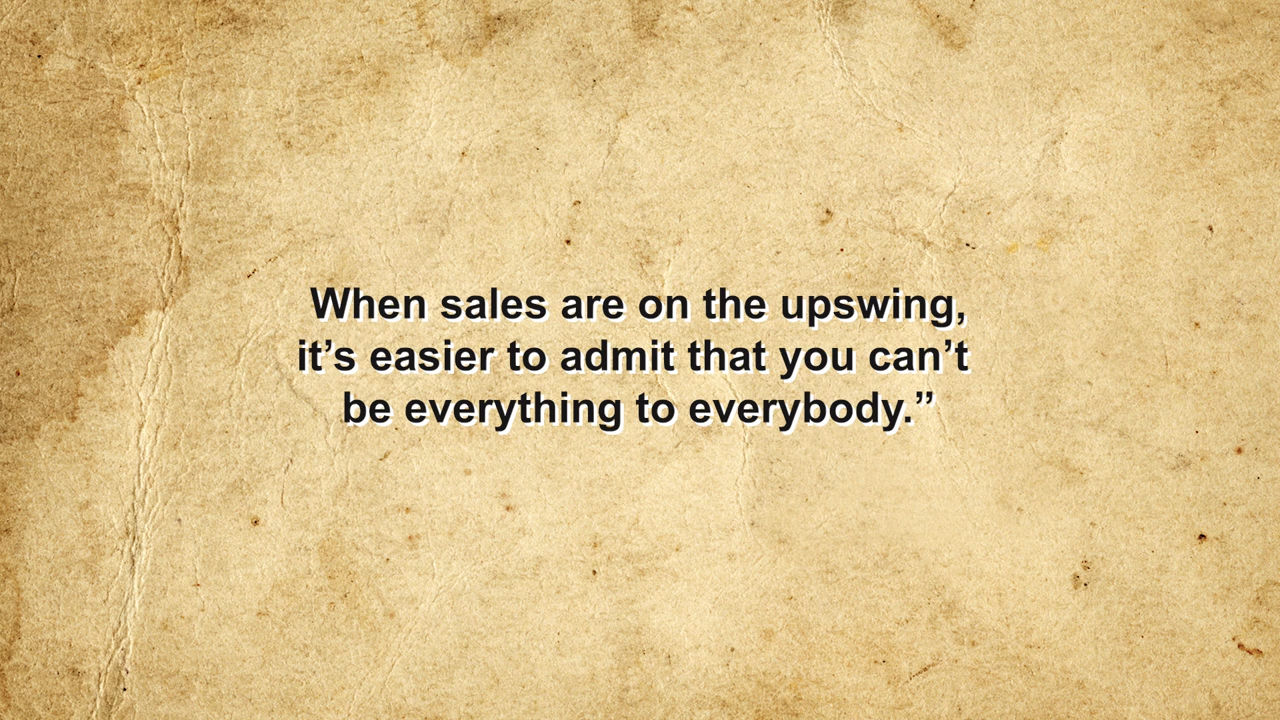 When sales are on the upswing,
it’s easier to admit that you can’t
be everything to everybody.”